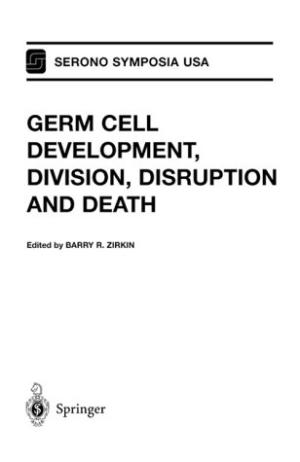 SERONO SYMPOSIA USA
GERM CELL
DEVELOPMENT,
DIVISION, DISRUPTION
AND DEATH
Edited by BARRY R. ZIRKIN
Springer